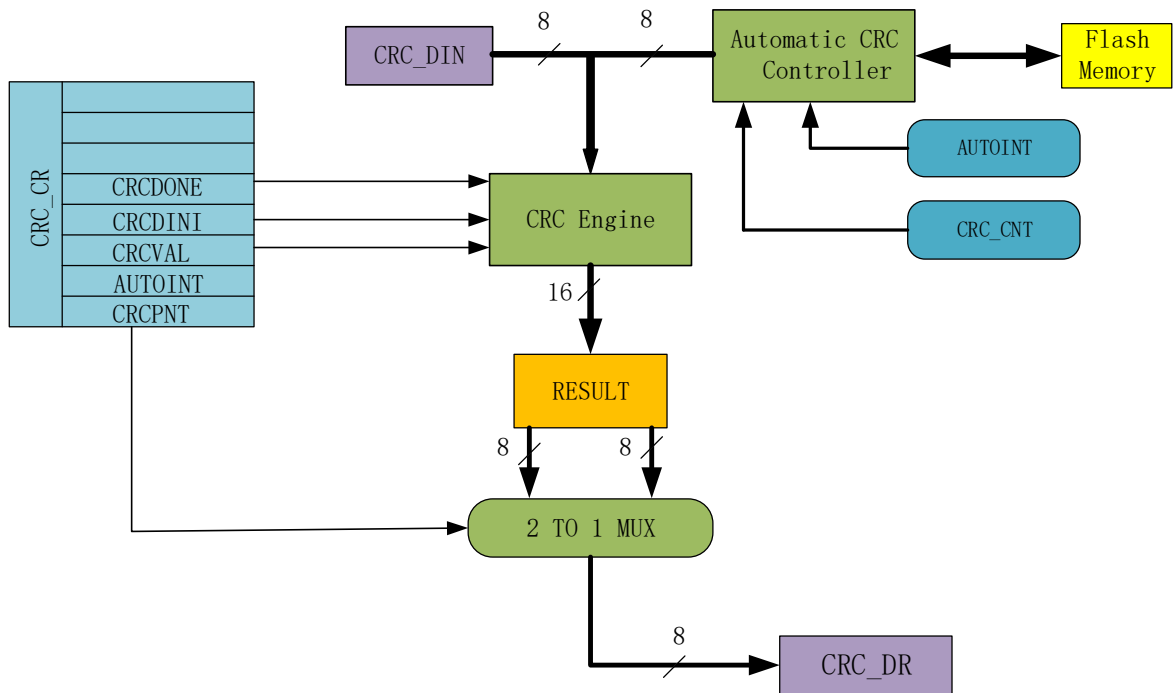 8
8
CRC_DIN
Automatic CRC
Controller
Flash
Memory
AUTOINT
CRC_CNT
CRC_CR
CRCDONE
CRCDINI
CRCVAL
AUTOINT
CRCPNT
CRC Engine
16
RESULT
8
8
2 TO 1 MUX
8
CRC_DR